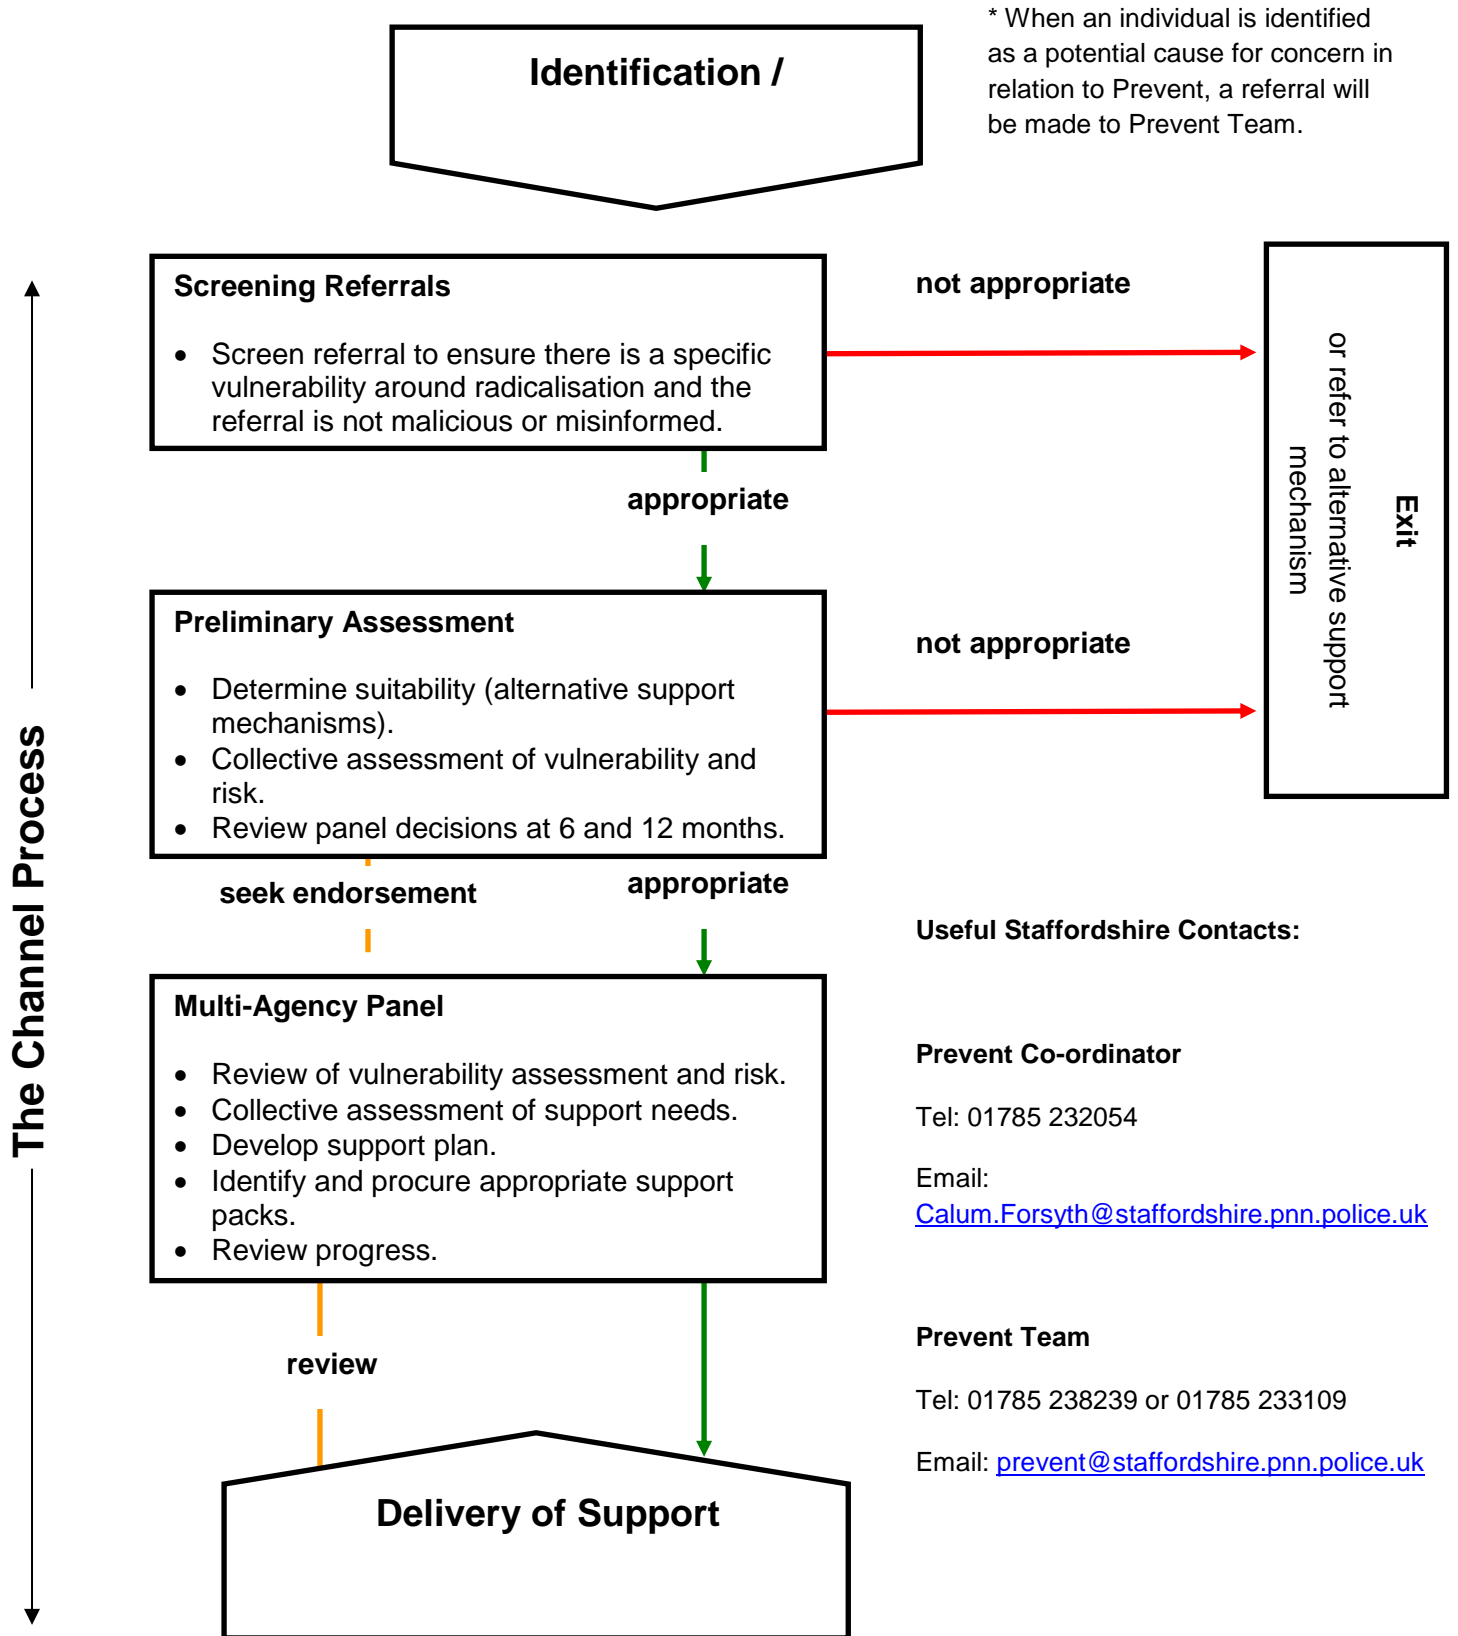 * When an individual is identified
as a potential cause for concern in
relation to Prevent, a referral will
be made to Prevent Team.
Identification /
The Channel Process
Screening Referrals
• Screen referral to ensure there is a specific
vulnerability around radicalisation and the
referral is not malicious or misinformed.
not appropriate
Exit
or refer to alternative support
mechanism
appropriate
Preliminary Assessment
• Determine suitability (alternative support
mechanisms).
• Collective assessment of vulnerability and
risk.
• Review panel decisions at 6 and 12 months.
not appropriate
seek endorsement
appropriate
Multi-Agency Panel
• Review of vulnerability assessment and risk.
• Collective assessment of support needs.
• Develop support plan.
• Identify and procure appropriate support
packs.
• Review progress.
review
Delivery of Support
Useful Staffordshire Contacts:
Prevent Co-ordinator
Tel: 01785 232054
Email:
Calum.Forsyth@staffordshire.pnn.police.uk
Prevent Team
Tel: 01785 238239 or 01785 233109
Email: prevent@staffordshire.pnn.police.uk